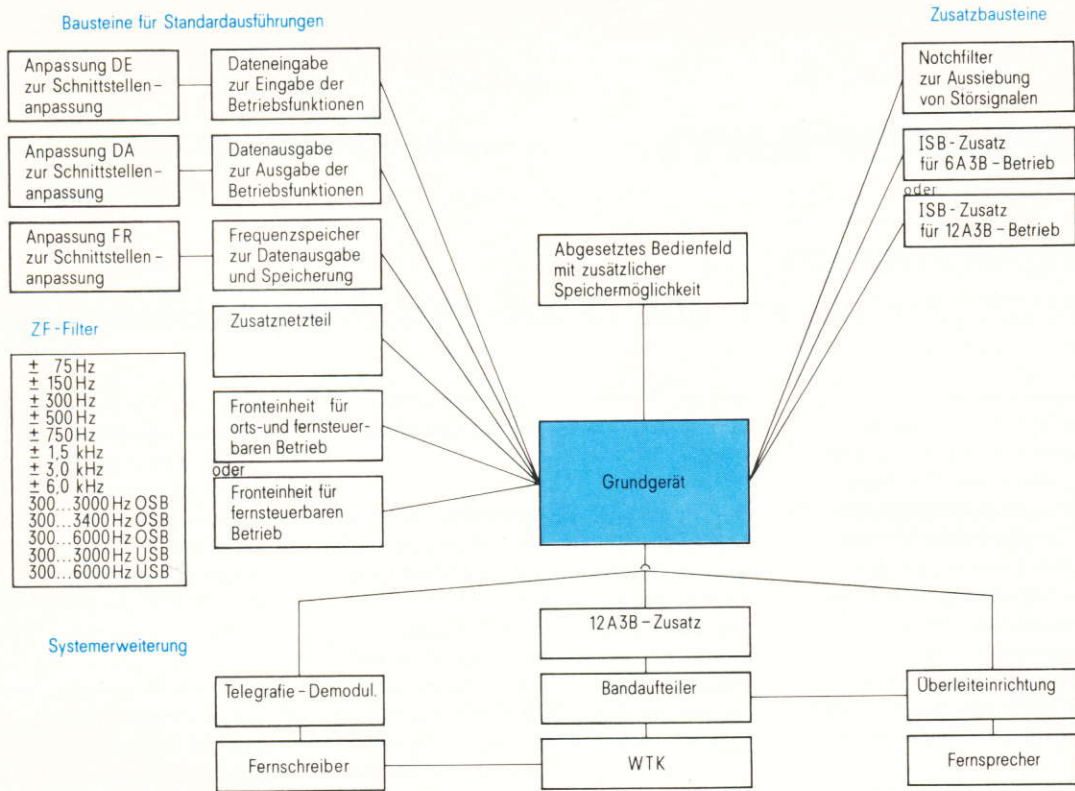 Bausteine für Standardausführungen
Anpassung DE
zur Schnittstellen-
anpassung
Dateneingabe
zur Eingabe der
Betriebsfunktionen
Anpassung DA
zur Schnittstellen-
anpassung
Datenausgabe
zur Ausgabe der
Betriebsfunktionen
Anpassung FR
zur Schnittstellen-
anpassung
Frequenzspeicher
zur Datenausgabe
und Speicherung
Zusatznetzteil
Fronteinheit für
orts-und fernsteuer-
baren Betrieb
oder
Fronteinheit für
fernsteuerbaren
Betrieb
ZF-Filter
± 75 Hz
± 150 Hz
± 300 Hz
± 500 Hz
± 750 Hz
± 1,5 kHz
± 3,0 kHz
± 6,0 kHz
300...3000 Hz OSB
300...3400 Hz OSB
300...6000 Hz OSB
300...3000 Hz USB
300...6000 Hz USB
Abgesetztes Bedienfeld
mit zusätzlicher
Speichermöglichkeit
Grundgerät
Zusatzbausteine
Notchfilter
zur Aussiebung
von Störsignalen
ISB-Zusatz
für 6A3B-Betrieb
oder
ISB-Zusatz
für 12A3B-Betrieb
Systemerweiterung
12A3B-Zusatz
Telegrafie-Demodul.
Bandaufteiler
Überleiteinrichtung
Fernschreiber
WTK
Fernsprecher